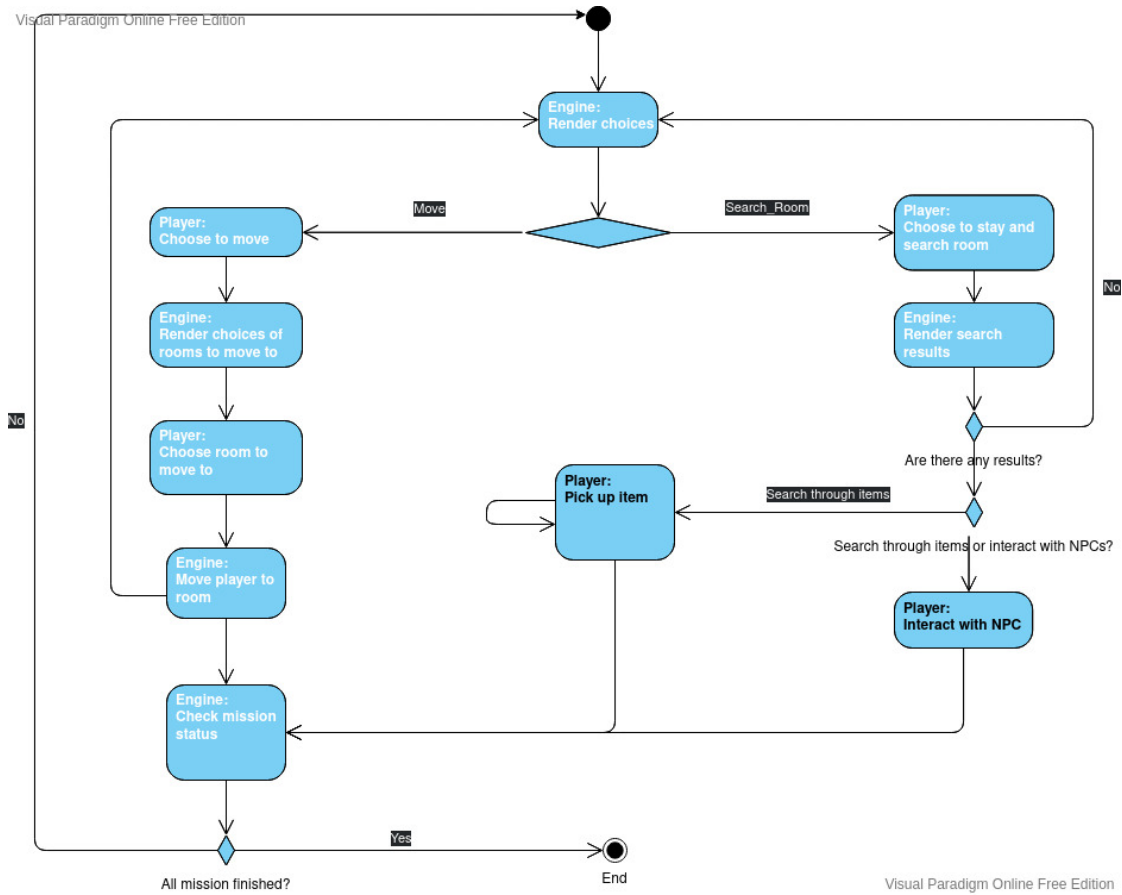 Visual Paradigm Online Free Edition
Engine:
Render choices
Move
Search_Room
Player:
Choose to move
Player:
Choose to stay and
search room
No
Engine:
Render choices of
rooms to move to
Engine:
Render search
results
No
Player:
Choose room to
move to
Are there any results?
Player:
Pick up item
Search through items
Search through items or interact with NPCs?
Engine:
Move player to
room
Player:
Interact with NPC
Engine:
Check mission
status
Yes
All mission finished?
End
Visual Paradigm Online Free Edition